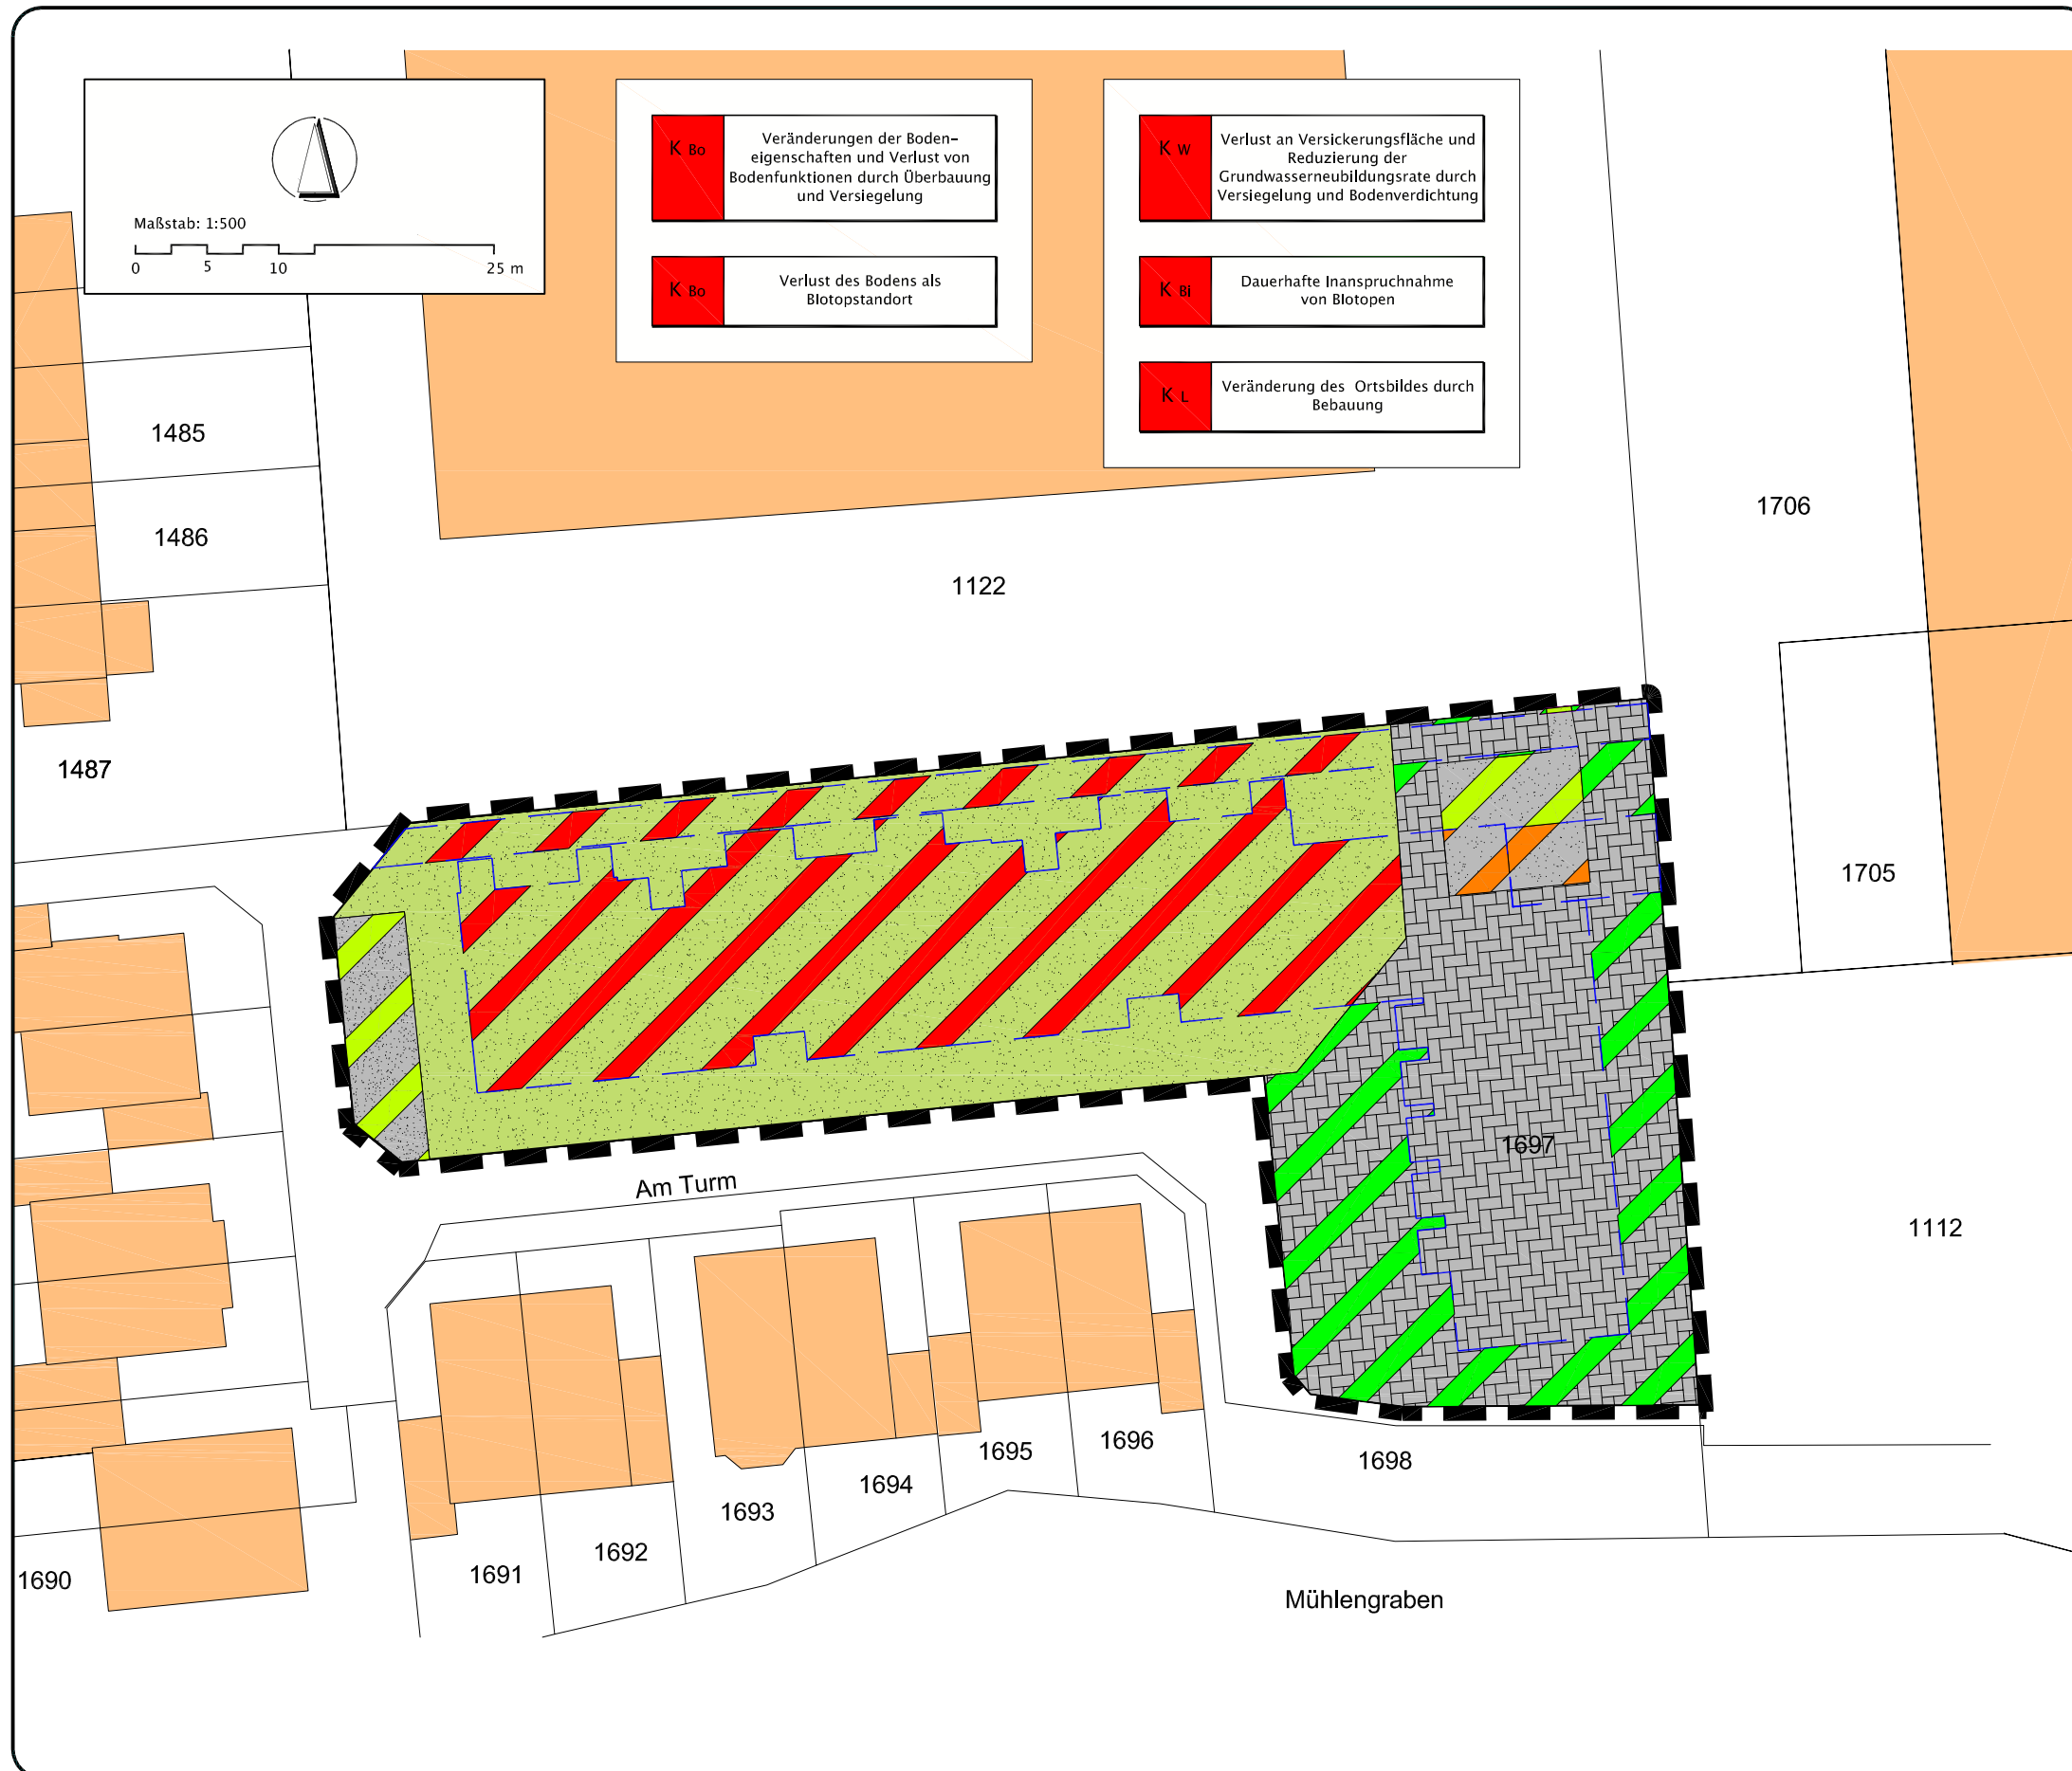 Maßstab: 1:500
0 5 10 25 m
K Bo
Veränderungen der Boden-
eigenschaften und Verlust von
Bodenfunktionen durch Überbauung
und Versiegelung
K Bo
Verlust des Bodens als
Biotopstandort
K W
Verlust an Versickerungsfläche und
Reduzierung der
Grundwasserneubildungsrate durch
Versiegelung und Bodenverdichtung
K Bi
Dauerhafte Inanspruchnahme
von Biotopen
K L
Veränderung des Ortsbildes durch
Bebauung
1485
1486
1706
1122
1487
1705
1697
Am Turm
1112
1696
1695
1698
1694
1693
1692
1691
1690
Mühlengraben